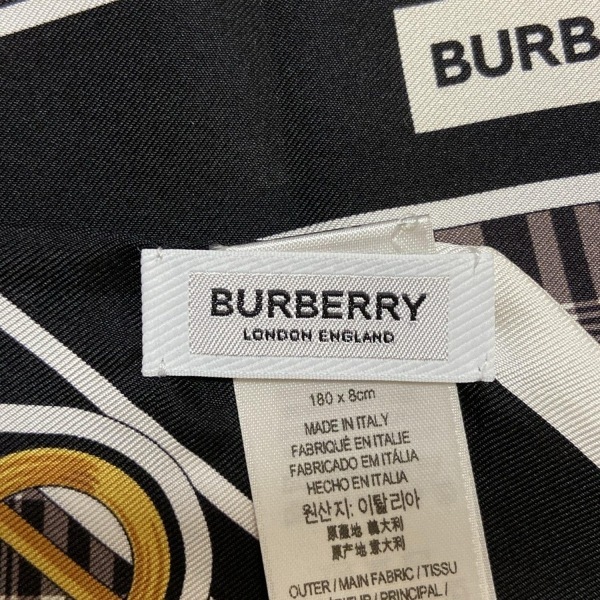 BURB
BURBERRY
LONDON ENGLAND
180 x 8cm
MADE IN ITALY
FABRIQUÉ EN ITALIE
FABRICADO EM ITÁLIA
HECHO EN ITALIA
원산지: 이탈리아
原產地 義大利
原产地 意大利
OUTER / MAIN FABRIC / TISSU
PRINCIPAL /